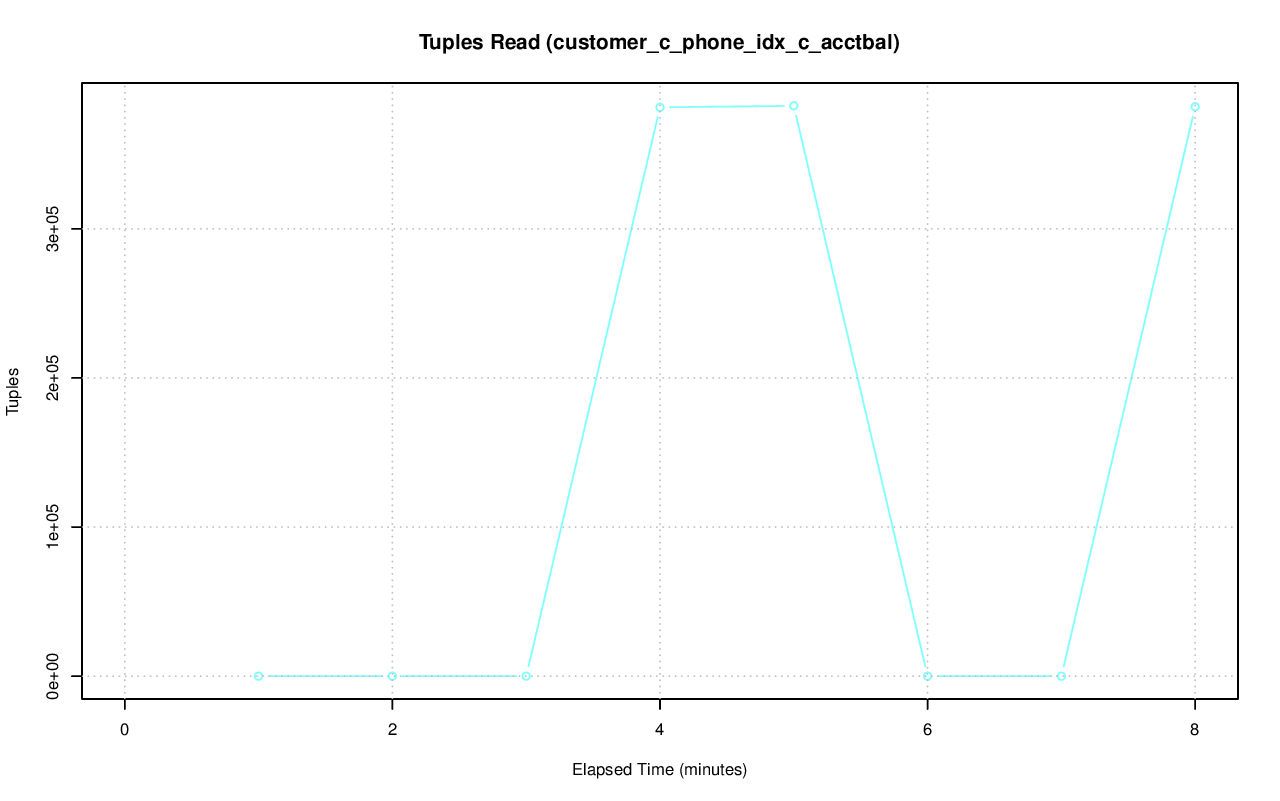 Tuples Read (customer_c_phone_idx_c_acctbal)
Tuples
3e+05
2e+05
1e+05
0e+00
0 2 4 6 8
Elapsed Time (minutes)